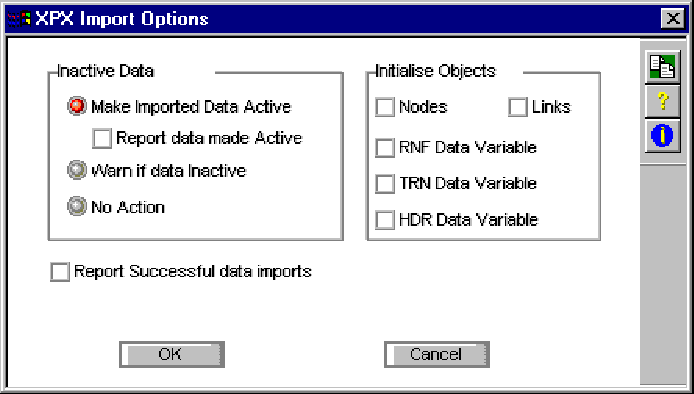 XPX Import Options
Inactive Data
Make Imported Data Active
Report data made Active
Warn if data Inactive
No Action
Initialise Objects
Nodes
Links
RNF Data Variable
TRN Data Variable
HDR Data Variable
Report Successful data imports
OK
Cancel